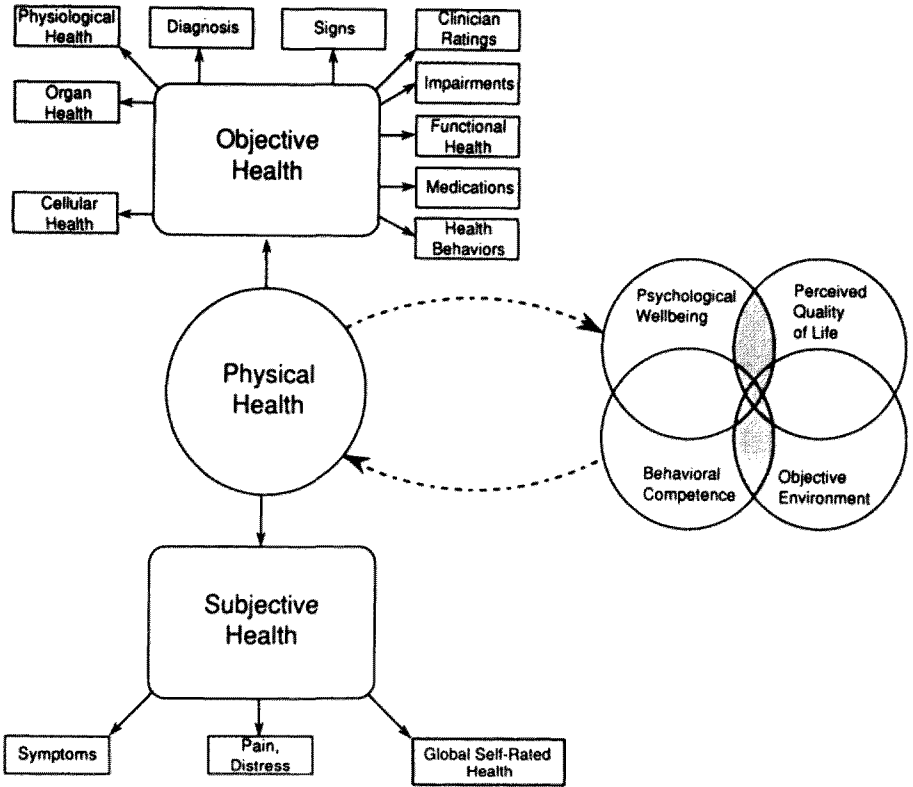 Physiological
Health
Diagnosis
Signs
Clinician
Ratings
Organ
Health
Impairments
Objective
Health
Functional
Health
Medications
Cellular
Health
Health
Behaviors
Physical
Health
Psychological
Wellbeing
Perceived
Quality
of Life
Behavioral
Competence
Objective
Environment
Subjective
Health
Symptoms
Pain,
Distress
Global Self-Rated
Health